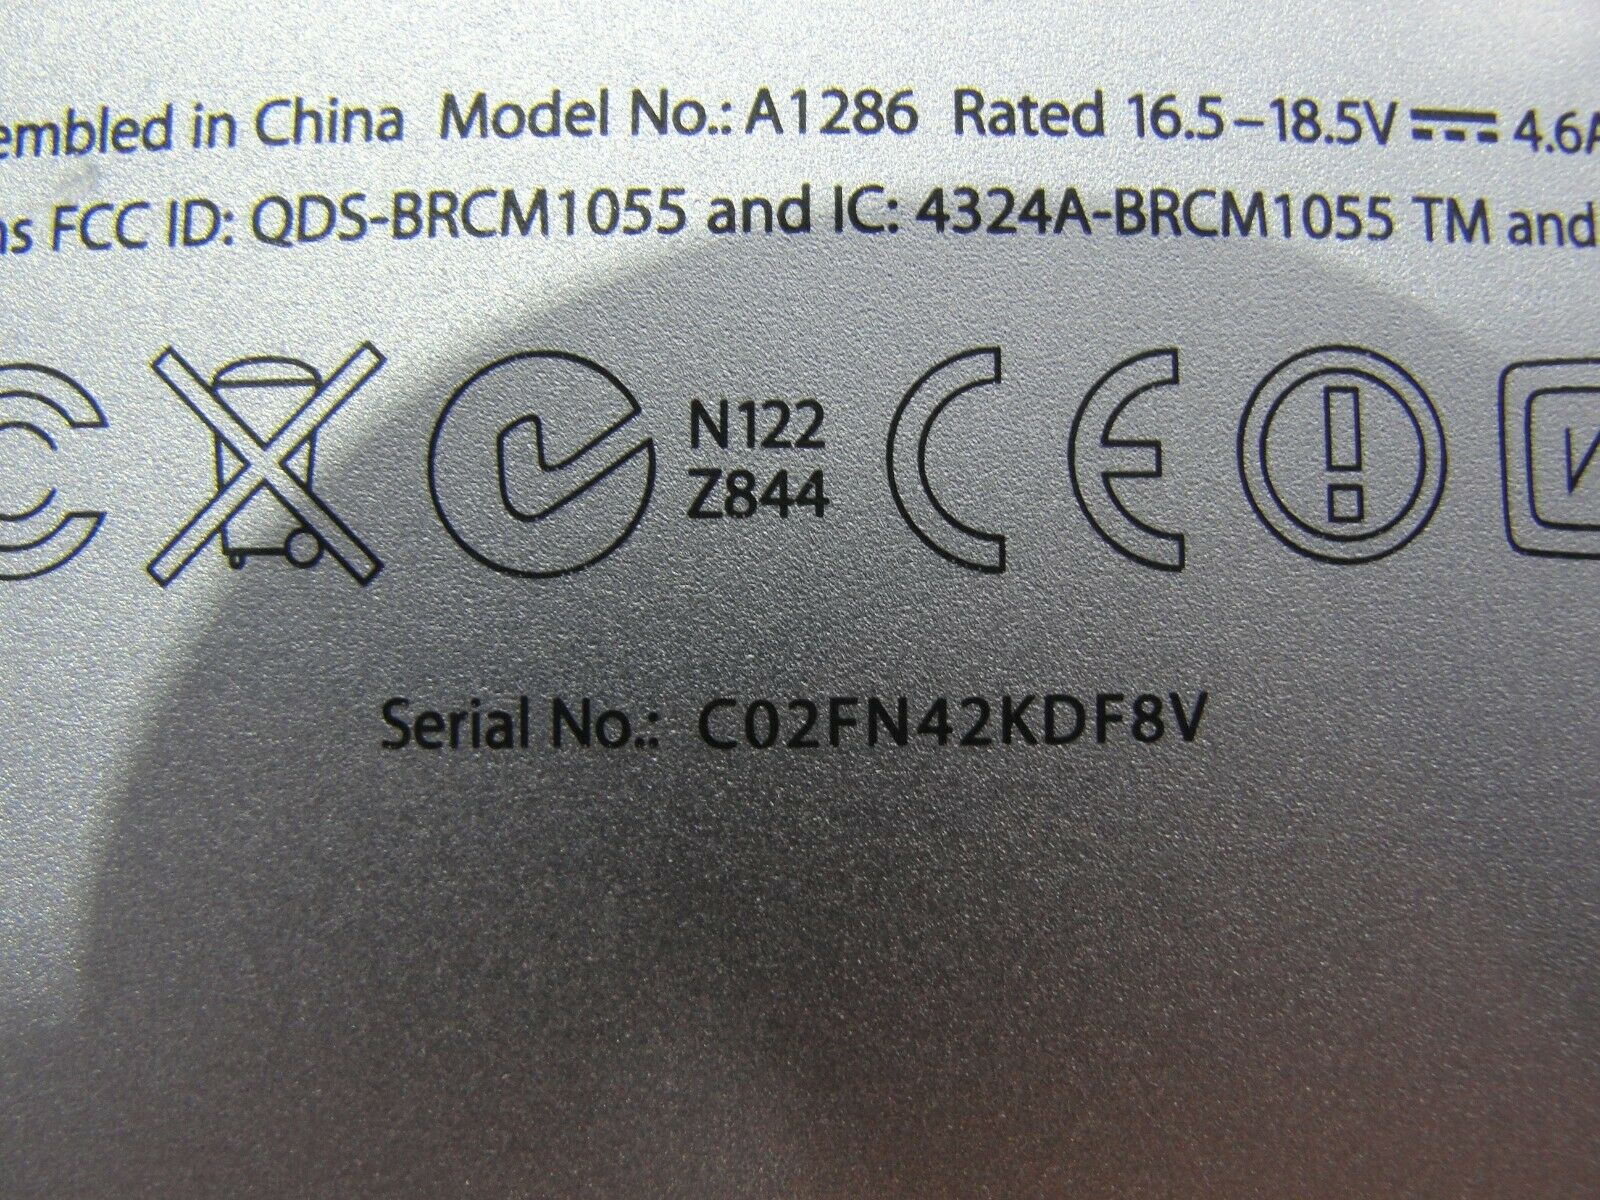 embled in China Model No.: A1286 Rated 16.5–18.5V ⎓ 4.6A
ns FCC ID: QDS-BRCM1055 and IC: 4324A-BRCM1055 TM and
C N122 CE
Z844
Serial No.: C02FN42KDF8V